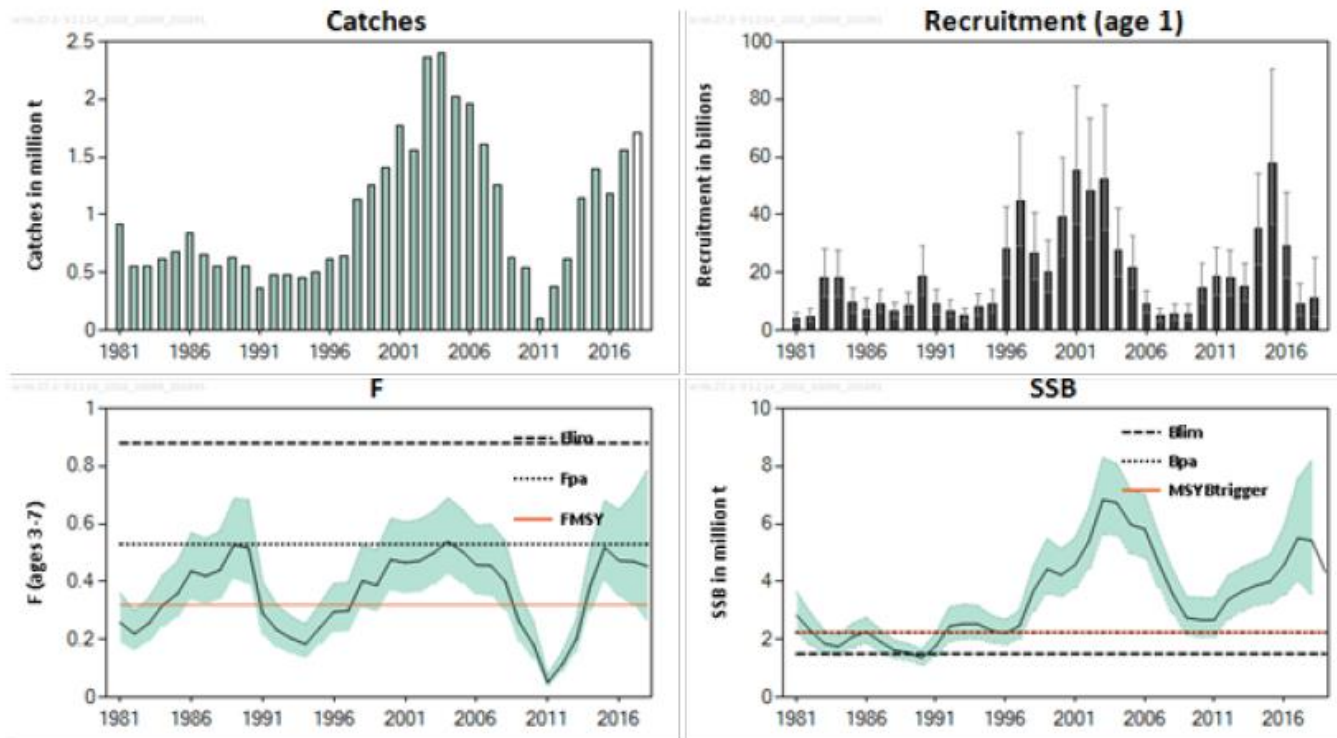 Catches
Catches in million t
2.5
2
1.5
1
0.5
0
1981 1986 1991 1996 2001 2006 2011 2016
Recruitment (age 1)
Recruitment in billions
100
80
60
40
20
0
1981 1986 1991 1996 2001 2006 2011 2016
F
F (ages 3-7)
1
0.8
0.6
0.4
0.2
0
Fpa
FMSY
1981 1986 1991 1996 2001 2006 2011 2016
SSB
SSB in million t
10
8
6
4
2
0
Blim
Bpa
MSYBtrigger
1981 1986 1991 1996 2001 2006 2011 2016